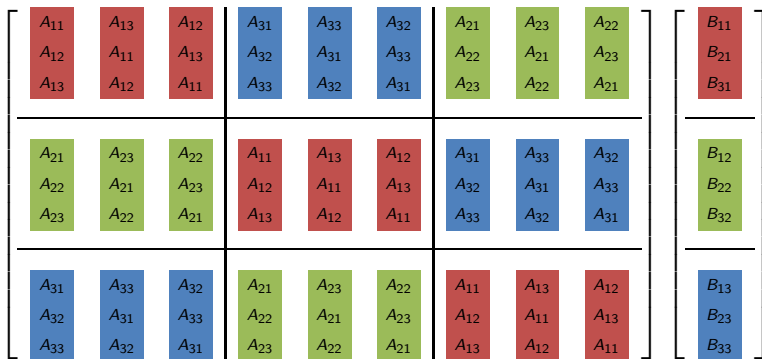 A11 A13 A12 A31 A33 A32 A21 A23 A22 B11
A12 A11 A13 A32 A31 A33 A22 A21 A23 B21
A13 A12 A11 A33 A32 A31 A23 A22 A21 B31
A21 A23 A22 A11 A13 A12 A31 A33 A32 B12
A22 A21 A23 A12 A11 A13 A32 A31 A33 B22
A23 A22 A21 A13 A12 A11 A33 A32 A31 B32
A31 A33 A32 A21 A23 A22 A11 A13 A12 B13
A32 A31 A33 A22 A21 A23 A12 A11 A13 B23
A33 A32 A31 A23 A22 A21 A13 A12 A11 B33